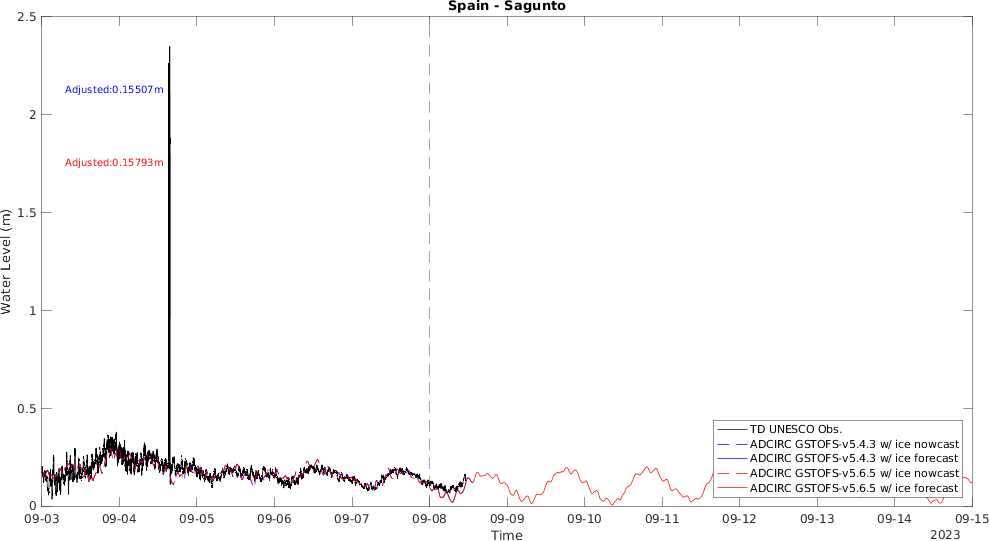 Spain - Sagunto
2.5
2
1.5
1
0.5
0
Water Level (m)
Adjusted:0.15507m
Adjusted:0.15793m
TD UNESCO Obs.
ADCIRC GSTOFS-v5.4.3 w/ ice nowcast
ADCIRC GSTOFS-v5.4.3 w/ ice forecast
ADCIRC GSTOFS-v5.6.5 w/ ice nowcast
ADCIRC GSTOFS-v5.6.5 w/ ice forecast
09-03 09-04 09-05 09-06 09-07 09-08 09-09 09-10 09-11 09-12 09-13 09-14 09-15
Time
2023